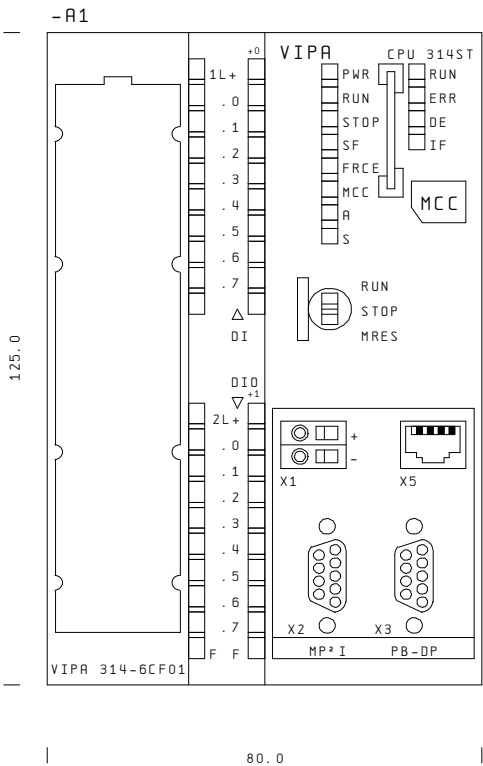 -A1
+0
VIPA
CPU 314ST
1L+
.0
.1
.2
.3
.4
.5
.6
.7
DI
PWR
RUN
STOP
SF
FRCE
MCC
A
S
RUN
ERR
DE
IF
MCC
RUN
STOP
MRES
125.0
DIO
+1
2L+
.0
.1
.2
.3
.4
.5
.6
.7
F F
+
-
X1
X5
X2
X3
MP²I
PB-DP
VIPA 314-6CF01
80.0